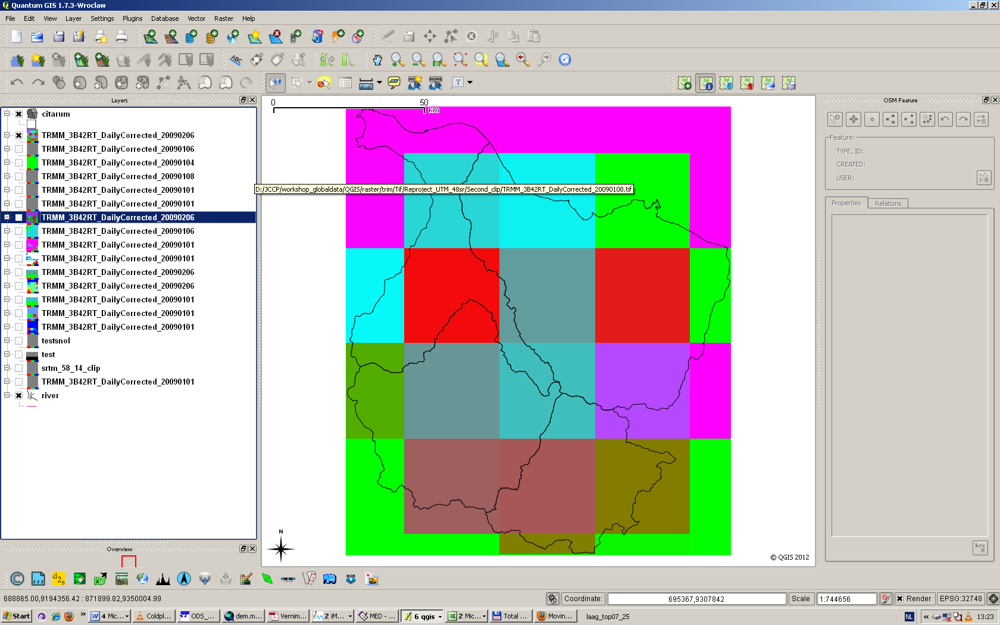 Quantum GIS 1.7.3-Wroclaw
File Edit View Layer Settings Plugins Database Vector Raster Help
ABC
HOME
T
Layers
OSM Feature
citarum
TRMM_3B42RT_DailyCorrected_20090206
TRMM_3B42RT_DailyCorrected_20090106
TRMM_3B42RT_DailyCorrected_20090104
TRMM_3B42RT_DailyCorrected_20090108
TRMM_3B42RT_DailyCorrected_20090101
TRMM_3B42RT_DailyCorrected_20090101
TRMM_3B42RT_DailyCorrected_20090206
TRMM_3B42RT_DailyCorrected_20090106
TRMM_3B42RT_DailyCorrected_20090101
TRMM_3B42RT_DailyCorrected_20090101
TRMM_3B42RT_DailyCorrected_20090206
TRMM_3B42RT_DailyCorrected_20090206
TRMM_3B42RT_DailyCorrected_20090101
TRMM_3B42RT_DailyCorrected_20090101
TRMM_3B42RT_DailyCorrected_20090101
testsnol
test
srtm_58_14_clip
TRMM_3B42RT_DailyCorrected_20090101
river
Overview
0 50
km
D:/JCCP/workshop_globaldata/QGIS/raster/trim/Tif/Reproject_UTM_48sr/Second_clip/TRMM_3B42RT_DailyCorrected_20090108.tif
N
© QGIS 2012
Feature:
TYPE, ID:
CREATED:
USER:
Properties Relations
k=v
d2s
OGR
688865.00,9194356.42 : 871899.82,9350004.99
Coordinate: 695367,9307842 Scale 1:744656 Render EPSG:32748
Start 4 Mic... Coldpl... ODS_... dem.m... Vernim... 2 iM... MED - ... 6 qgis 2 Mic... Total ... Movin... laag_top07_25 NL 13:23